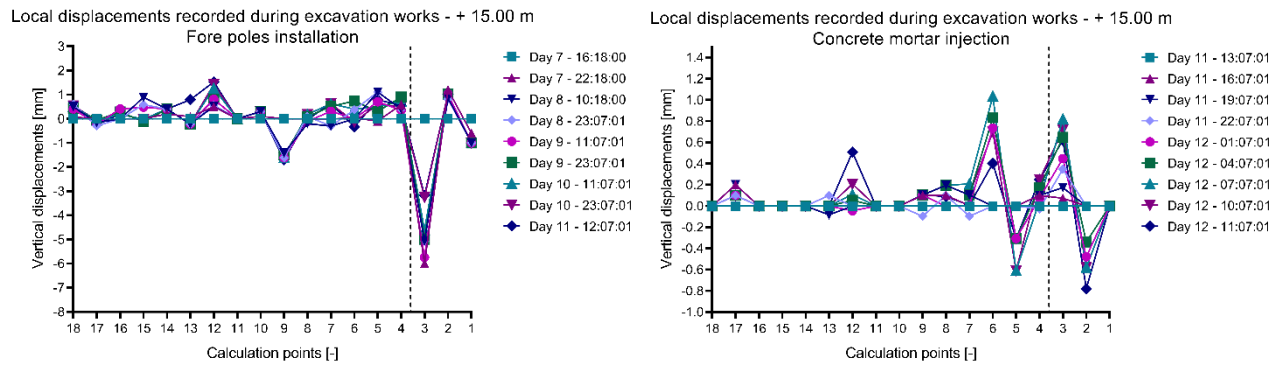 Local displacements recorded during excavation works - + 15.00 m
Fore poles installation
Vertical displacements [mm]
3
2
1
0
-1
-2
-3
-4
-5
-6
-7
-8
18 17 16 15 14 13 12 11 10 9 8 7 6 5 4 3 2 1
Calculation points [-]
Day 7 - 16:18:00
Day 7 - 22:18:00
Day 8 - 10:18:00
Day 8 - 23:07:01
Day 9 - 11:07:01
Day 9 - 23:07:01
Day 10 - 11:07:01
Day 10 - 23:07:01
Day 11 - 12:07:01
Local displacements recorded during excavation works - + 15.00 m
Concrete mortar injection
Vertical displacements [mm]
1.4
1.2
1.0
0.8
0.6
0.4
0.2
0.0
-0.2
-0.4
-0.6
-0.8
-1.0
18 17 16 15 14 13 12 11 10 9 8 7 6 5 4 3 2 1
Calculation points [-]
Day 11 - 13:07:01
Day 11 - 16:07:01
Day 11 - 19:07:01
Day 11 - 22:07:01
Day 12 - 01:07:01
Day 12 - 04:07:01
Day 12 - 07:07:01
Day 12 - 10:07:01
Day 12 - 11:07:01